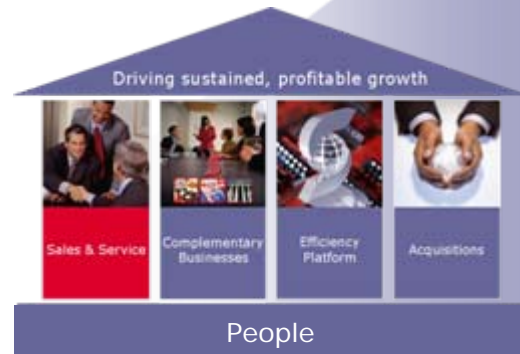 Driving sustained, profitable growth
Sales & Service
Complementary
Businesses
Efficiency
Platform
Acquisitions
People